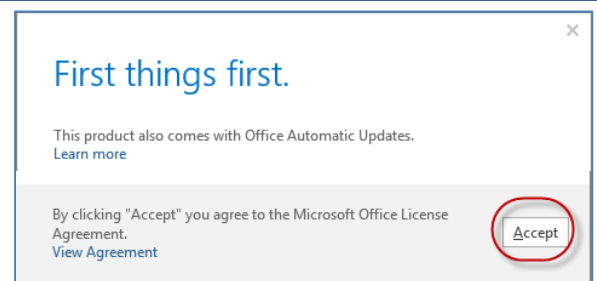 First things first.
This product also comes with Office Automatic Updates.
Learn more
By clicking "Accept" you agree to the Microsoft Office License
Agreement.
View Agreement
Accept